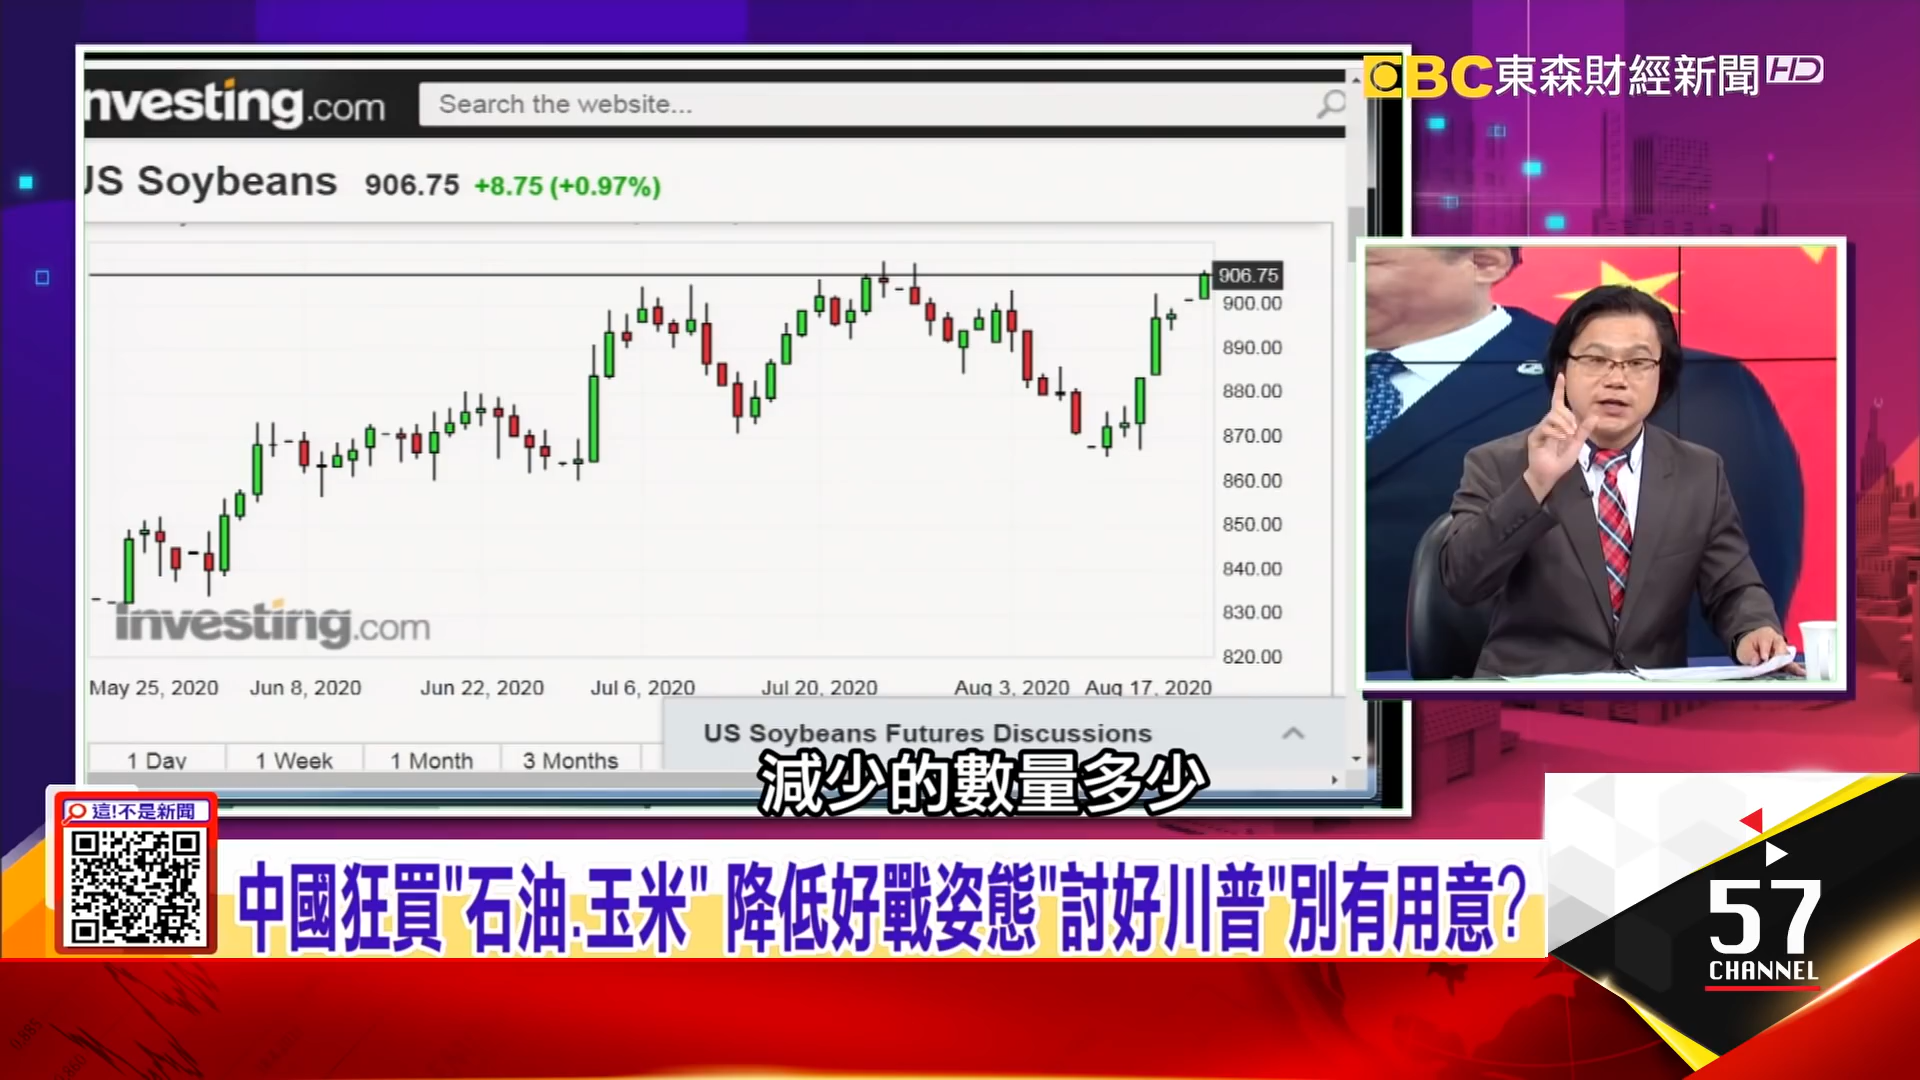 nvesting.com
Search the website...
EBC東森財經新聞HD
US Soybeans 906.75 +8.75 (+0.97%)
906.75
900.00
890.00
880.00
870.00
860.00
850.00
840.00
830.00
820.00
Investing.com
May 25, 2020 Jun 8, 2020 Jun 22, 2020 Jul 6, 2020 Jul 20, 2020 Aug 3, 2020 Aug 17, 2020
US Soybeans Futures Discussions
1 Day 1 Week 1 Month 3 Months
減少的數量多少
這!不是新聞
中國狂買"石油.玉米" 降低好戰姿態"討好川普"別有用意?
57
CHANNEL